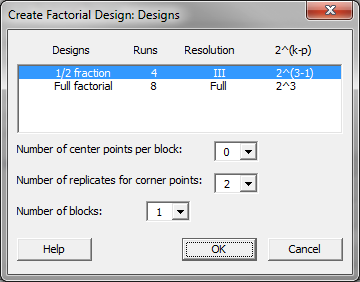 Create Factorial Design: Designs
Designs Runs Resolution 2^(k-p)
1/2 fraction 4 III 2^(3-1)
Full factorial 8 Full 2^3
Number of center points per block: 0
Number of replicates for corner points: 2
Number of blocks: 1
Help OK Cancel